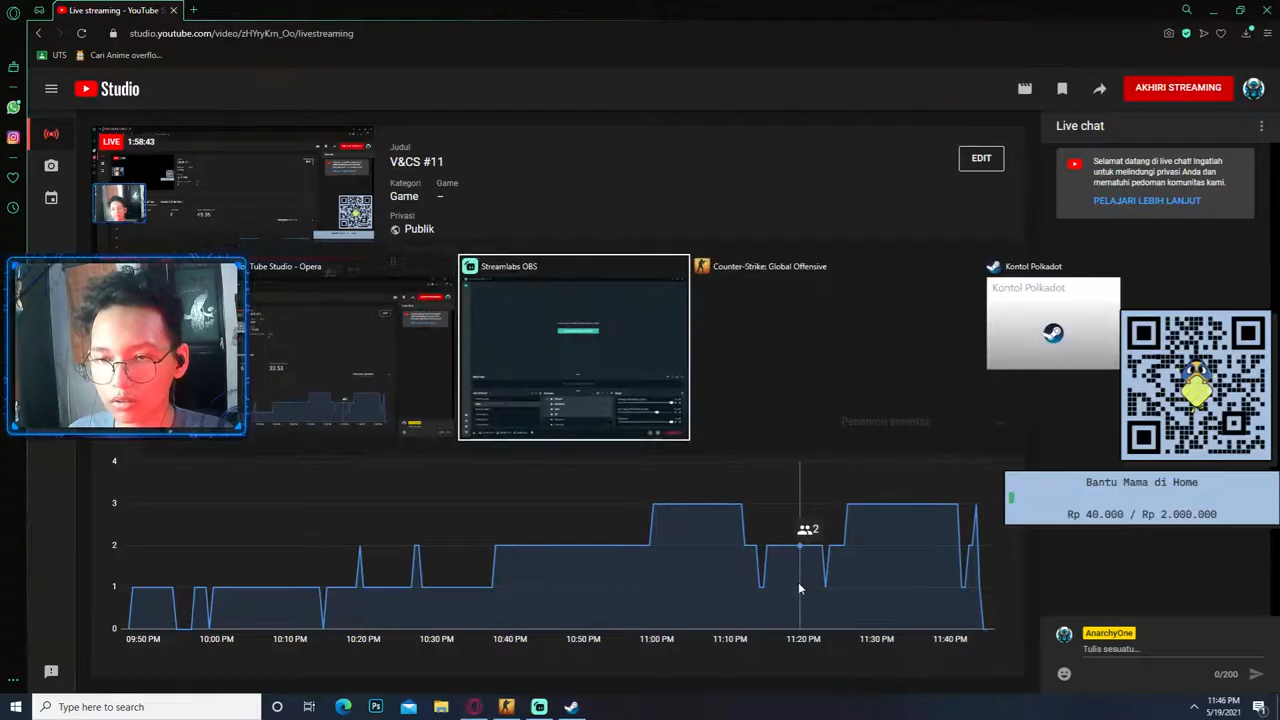 Live streaming - YouTube S
studio.youtube.com/video/zHYryKrn_Oo/livestreaming
UTS
Cari Anime overflo...
Studio
AKHIRI STREAMING
LIVE
1:58:43
Judul
V&CS #11
EDIT
Kategori
Game
Game
–
Privasi
Publik
Live chat
Selamat datang di live chat! Ingatlah
untuk melindungi privasi Anda dan
mematuhi pedoman komunitas kami.
PELAJARI LEBIH LANJUT
Tube Studio - Opera
Streamlabs OBS
Counter-Strike: Global Offensive
Kontol Polkadot
Kontol Polkadot
33.53
4
3
2
1
0
2
09:50 PM
10:00 PM
10:10 PM
10:20 PM
10:30 PM
10:40 PM
10:50 PM
11:00 PM
11:10 PM
11:20 PM
11:30 PM
11:40 PM
Bantu Mama di Home
Rp 40.000 / Rp 2.000.000
AnarchyOne
Tulis sesuatu...
0/200
Type here to search
11:46 PM
5/19/2021